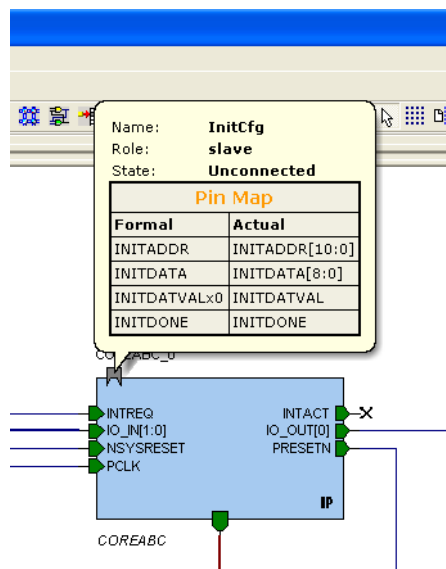 Name: InitCfg
Role: slave
State: Unconnected
Pin Map
Formal Actual
INITADDR INITADDR[10:0]
INITDATA INITDATA[8:0]
INITDATVALx0 INITDATVAL
INITDONE INITDONE
INTREQ INTACT
IO_IN[1:0] IO_OUT[0]
NSYSRESET PRESETN
PCLK
IP
COREABC